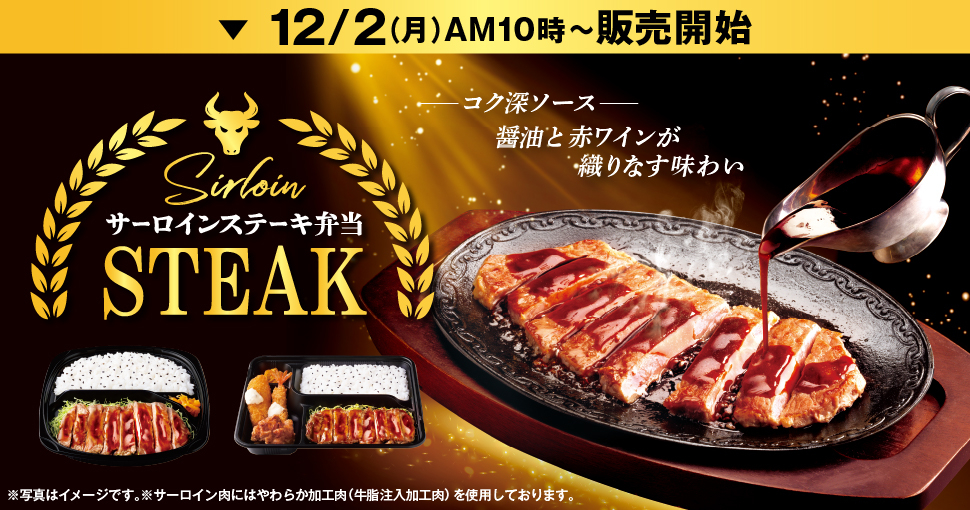 ▼ 12/2(月)AM10時～販売開始
コク深ソース
醤油と赤ワインが
織りなす味わい
Sirloin
サーロインステーキ弁当
STEAK
※写真はイメージです。※サーロイン肉にはやわらか加工肉(牛脂注入加工肉)を使用しております。